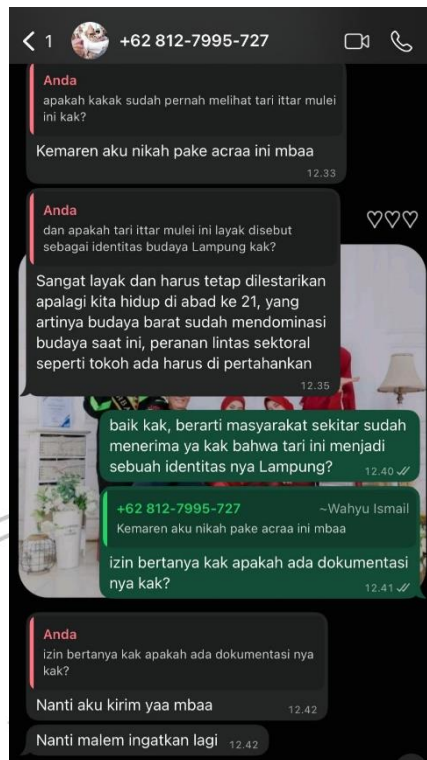 1 +62 812-7995-727
Anda
apakah kakak sudah pernah melihat tari ittar mulei
ini kak?
Kemaren aku nikah pake acraa ini mbaa
12.33
Anda
dan apakah tari ittar mulei ini layak disebut
sebagai identitas budaya Lampung kak?
Sangat layak dan harus tetap dilestarikan
apalagi kita hidup di abad ke 21, yang
artinya budaya barat sudah mendominasi
budaya saat ini, peranan lintas sektoral
seperti tokoh ada harus di pertahankan
12.35
baik kak, berarti masyarakat sekitar sudah
menerima ya kak bahwa tari ini menjadi
sebuah identitas nya Lampung? 12.40
+62 812-7995-727 ~Wahyu Ismail
Kemaren aku nikah pake acraa ini mbaa
izin bertanya kak apakah ada dokumentasi
nya kak? 12.41
Anda
izin bertanya kak apakah ada dokumentasi nya
kak?
Nanti aku kirim yaa mbaa 12.42
Nanti malem ingatkan lagi 12.42